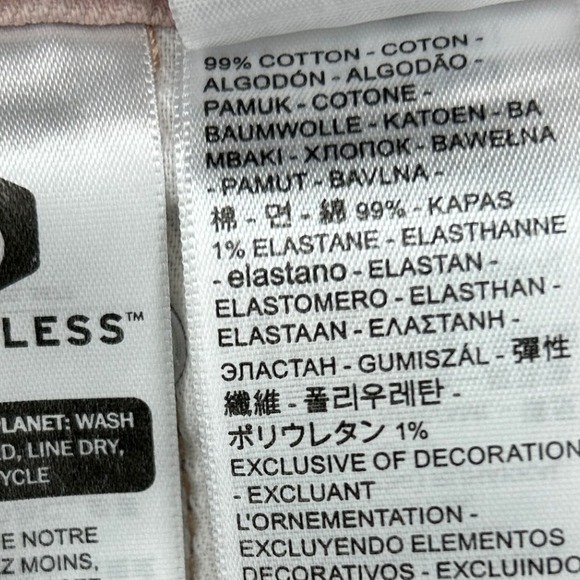 LESS™
PLANET: WASH
D, LINE DRY,
YCLE
E NOTRE
Z MOINS,
99% COTTON - COTON -
ALGODÓN - ALGODÃO -
PAMUK - COTONE -
BAUMWOLLE - KATOEN - BA
MBAKI - ХЛОПОК - BAWEŁNA
- PAMUT - BAVLNA -
棉 - 면 - 綿 99% - KAPAS
1% ELASTANE - ELASTHANNE
- elastano - ELASTAN -
ELASTOMERO - ELASTHAN -
ELASTAAN - ΕΛΑΣΤΑΝΗ -
ЭЛАСТАН - GUMISZÁL - 彈性
纖維 - 폴리우레탄 -
ポリウレタン 1%
EXCLUSIVE OF DECORATION
- EXCLUANT
L'ORNEMENTATION -
EXCLUYENDO ELEMENTOS
DECORATIVOS - EXCLUIND